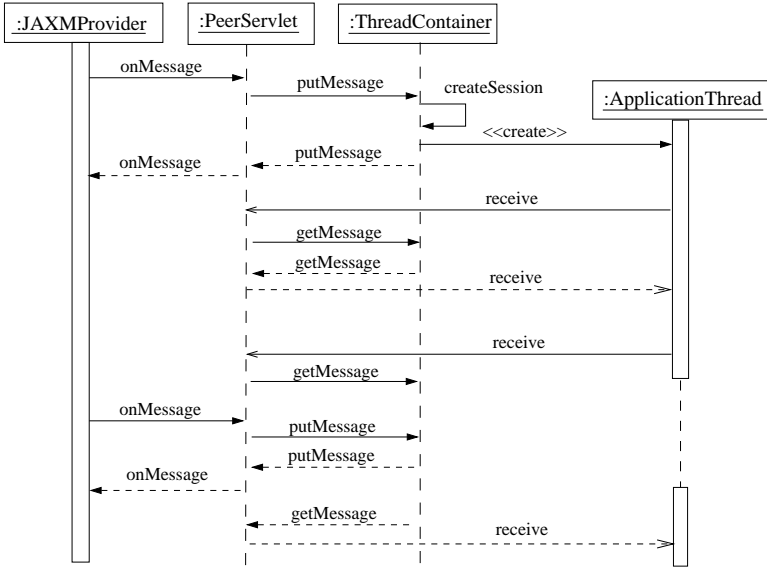 :JAXMProvider
:PeerServlet
:ThreadContainer
onMessage
putMessage
createSession
:ApplicationThread
<<create>>
putMessage
onMessage
receive
getMessage
getMessage
receive
receive
getMessage
onMessage
putMessage
putMessage
onMessage
getMessage
receive